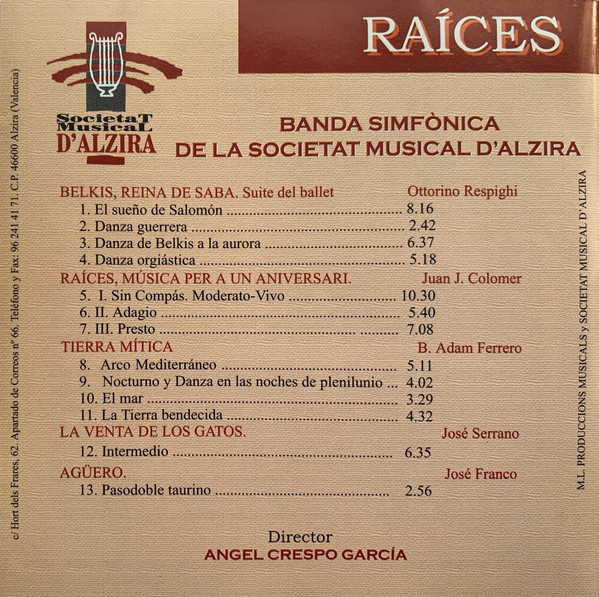 RAÍCES
SocietaT
MusicaL
D'ALZIRA
BANDA SIMFÒNICA
DE LA SOCIETAT MUSICAL D'ALZIRA
BELKIS, REINA DE SABA. Suite del ballet Ottorino Respighi
1. El sueño de Salomón ........ 8.16
2. Danza guerrera ........ 2.42
3. Danza de Belkis a la aurora ........ 6.37
4. Danza orgiástica ........ 5.18
RAÍCES, MÚSICA PER A UN ANIVERSARI. Juan J. Colomer
5. I. Sin Compás. Moderato-Vivo ........ 10.30
6. II. Adagio ........ 5.40
7. III. Presto ........ 7.08
TIERRA MÍTICA B. Adam Ferrero
8. Arco Mediterráneo ........ 5.11
9. Nocturno y Danza en las noches de plenilunio ... 4.02
10. El mar ........ 3.29
11. La Tierra bendecida ........ 4.32
LA VENTA DE LOS GATOS. José Serrano
12. Intermedio ........ 6.35
AGÜERO. José Franco
13. Pasodoble taurino ........ 2.56
Director
ANGEL CRESPO GARCÍA
c/ Hort dels Frares, 62. Apartado de Correos nº 66. Teléfono y Fax: 96 241 41 71. C.P. 46600 Alzira (Valencia)
M.L. PRODUCCIONS MUSICALS y SOCIETAT MUSICAL D'ALZIRA